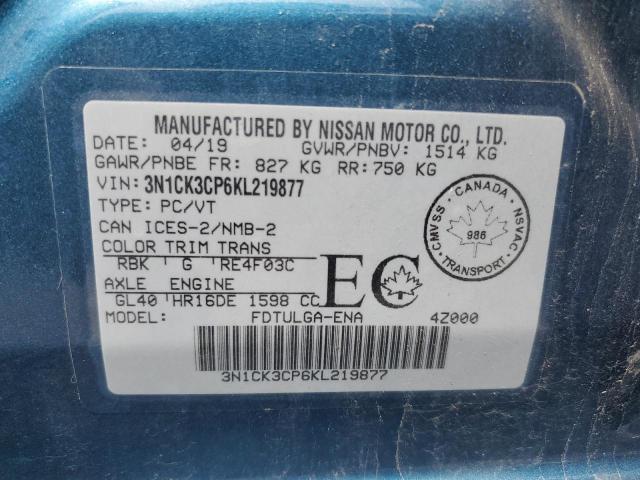 MANUFACTURED BY NISSAN MOTOR CO., LTD.
DATE: 04/19 GVWR/PNBV: 1514 KG
GAWR/PNBE FR: 827 KG RR: 750 KG
VIN: 3N1CK3CP6KL219877
TYPE: PC/VT
CAN ICES-2/NMB-2
COLOR TRIM TRANS
RBK G RE4F03C
AXLE ENGINE
GL40 HR16DE 1598 CC
EC
MODEL: FDTULGA-ENA 4Z000
3N1CK3CP6KL219877
CANADA
CMVSS NSVAC
986
TRANSPORT